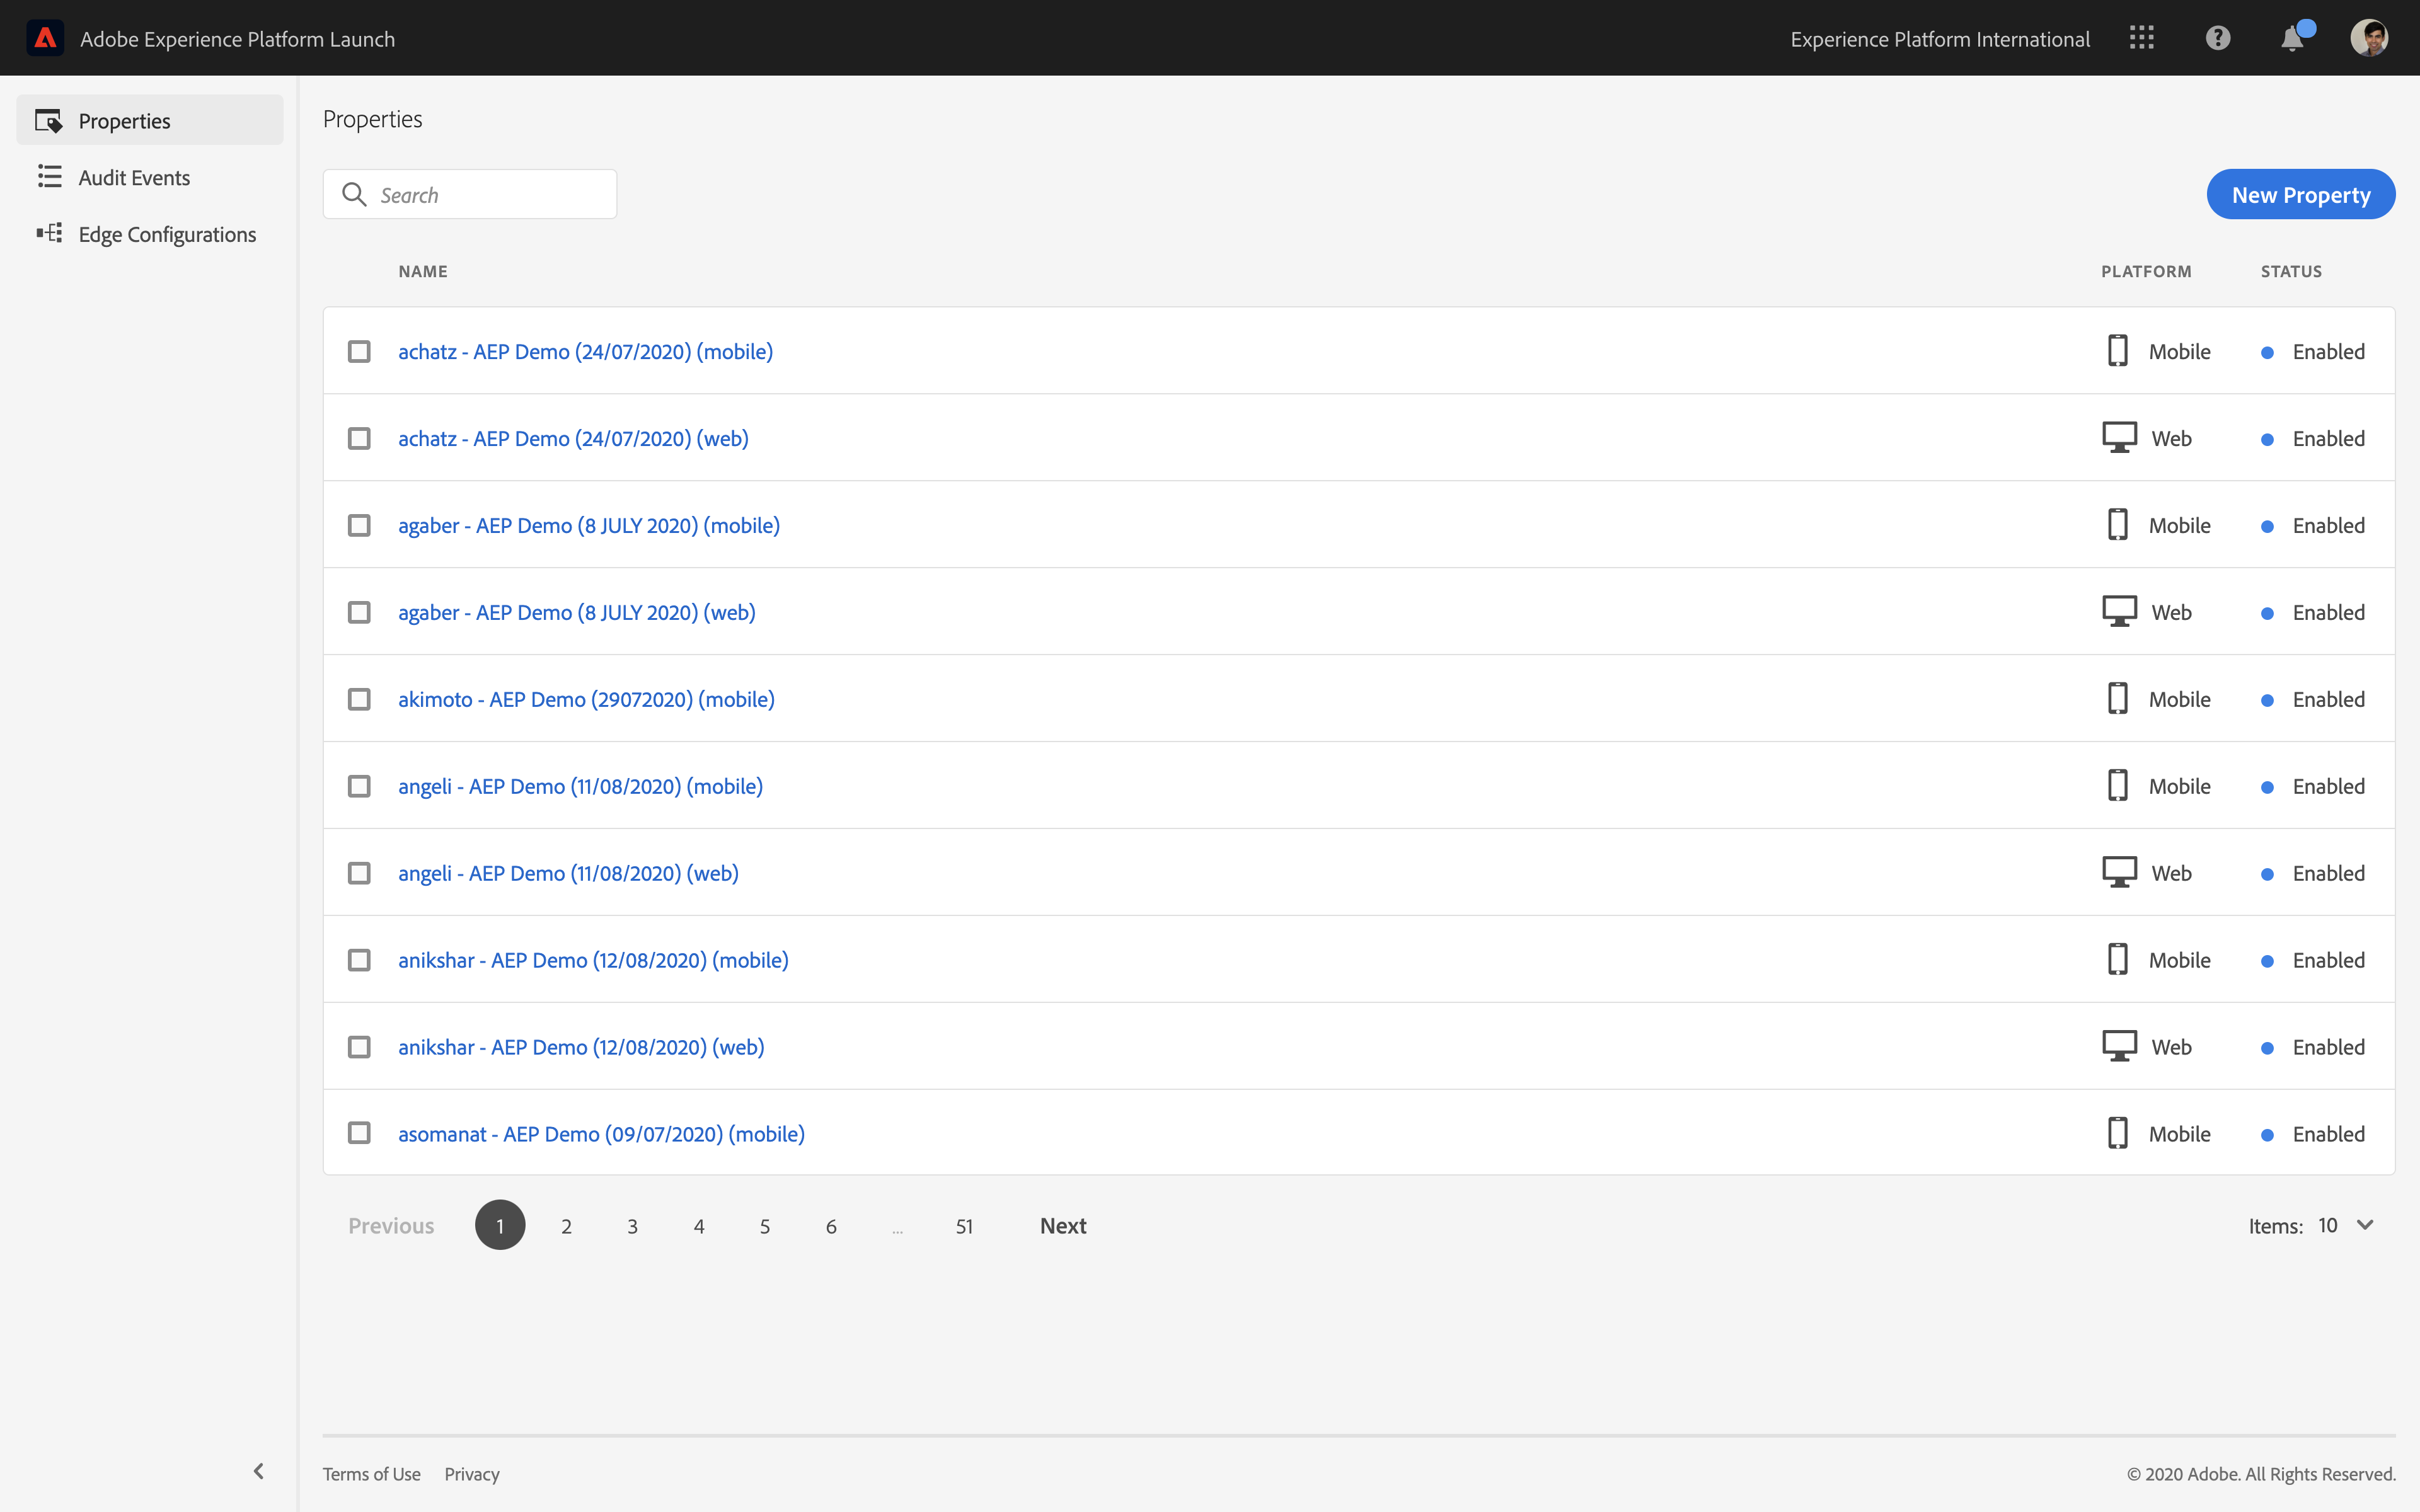 Adobe Experience Platform Launch
Experience Platform International
Properties
Audit Events
Edge Configurations
Properties
Search
New Property
NAME PLATFORM STATUS
achatz - AEP Demo (24/07/2020) (mobile) Mobile Enabled
achatz - AEP Demo (24/07/2020) (web) Web Enabled
agaber - AEP Demo (8 JULY 2020) (mobile) Mobile Enabled
agaber - AEP Demo (8 JULY 2020) (web) Web Enabled
akimoto - AEP Demo (29072020) (mobile) Mobile Enabled
angeli - AEP Demo (11/08/2020) (mobile) Mobile Enabled
angeli - AEP Demo (11/08/2020) (web) Web Enabled
anikshar - AEP Demo (12/08/2020) (mobile) Mobile Enabled
anikshar - AEP Demo (12/08/2020) (web) Web Enabled
asomanat - AEP Demo (09/07/2020) (mobile) Mobile Enabled
Previous 1 2 3 4 5 6 ... 51 Next
Items: 10
Terms of Use Privacy
© 2020 Adobe. All Rights Reserved.